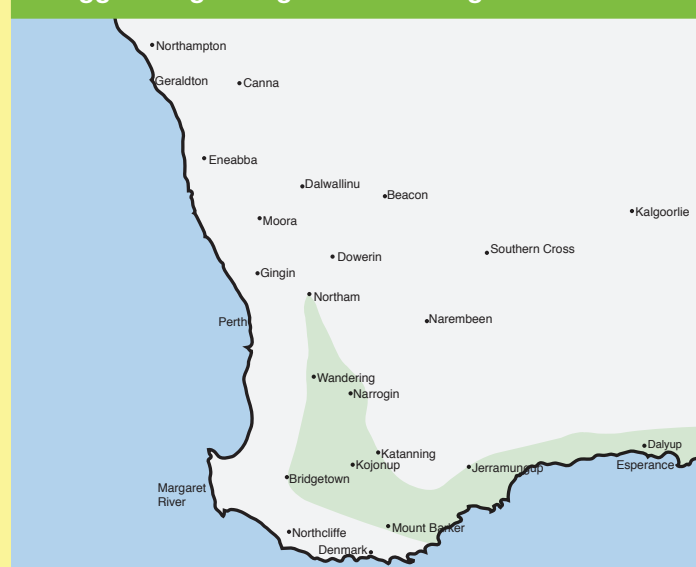 Northampton
Geraldton
Canna
Eneabba
Dalwallinu
Beacon
Kalgoorlie
Moora
Southern Cross
Dowerin
Gingin
Northam
Perth
Narembeen
Wandering
Narrogin
Dalyup
Katanning
Kojonup
Jerramungup
Esperance
Bridgetown
Margaret
River
Mount Barker
Northcliffe
Denmark